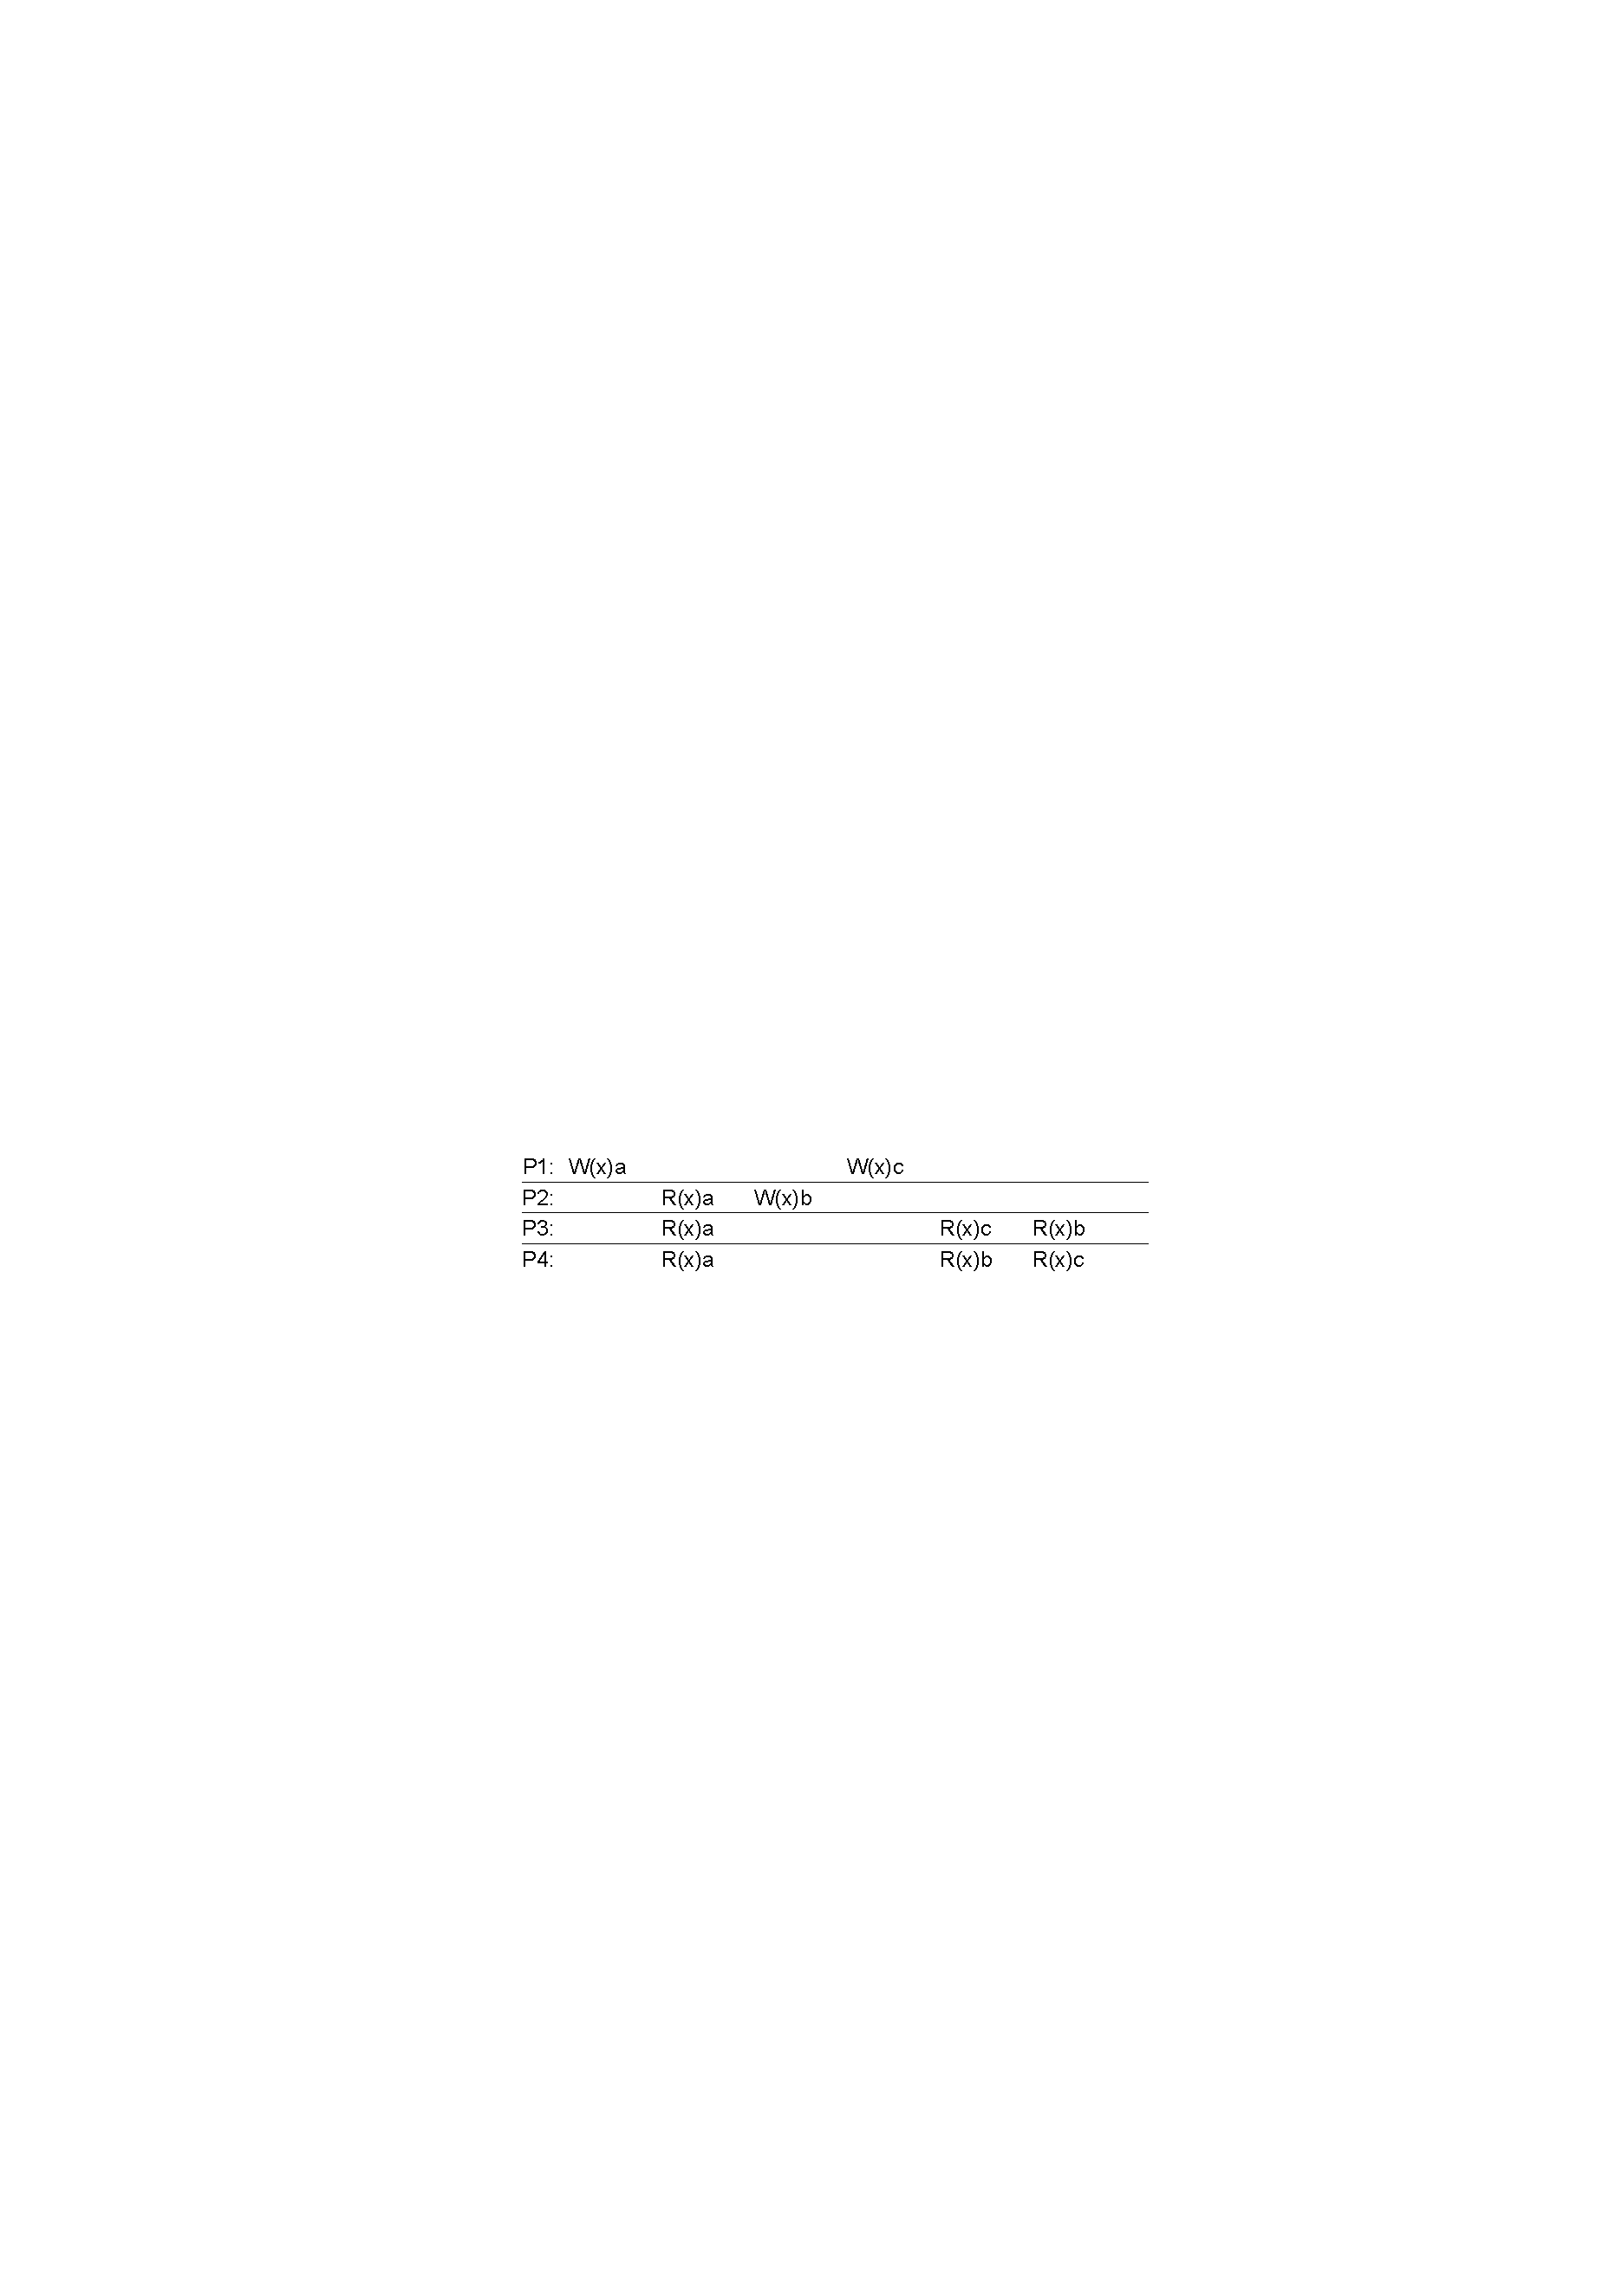 P1: W(x)a W(x)c
P2: R(x)a W(x)b
P3: R(x)a R(x)c R(x)b
P4: R(x)a R(x)b R(x)c